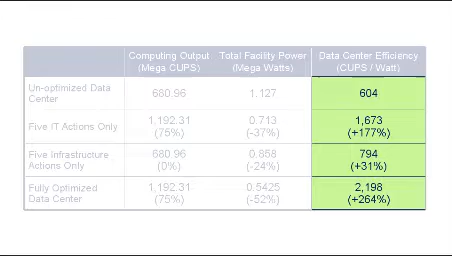 Computing Output Total Facility Power Data Center Efficiency
(Mega CUPS) (Mega Watts) (CUPS / Watt)
Un-optimized Data
Center 680.96 1.127 604
Five IT Actions Only 1,192.31 0.713 1,673
(75%) (-37%) (+177%)
Five Infrastructure 680.96 0.858 794
Actions Only (0%) (-24%) (+31%)
Fully Optimized 1,192.31 0.5425 2,198
Data Center (75%) (-52%) (+264%)